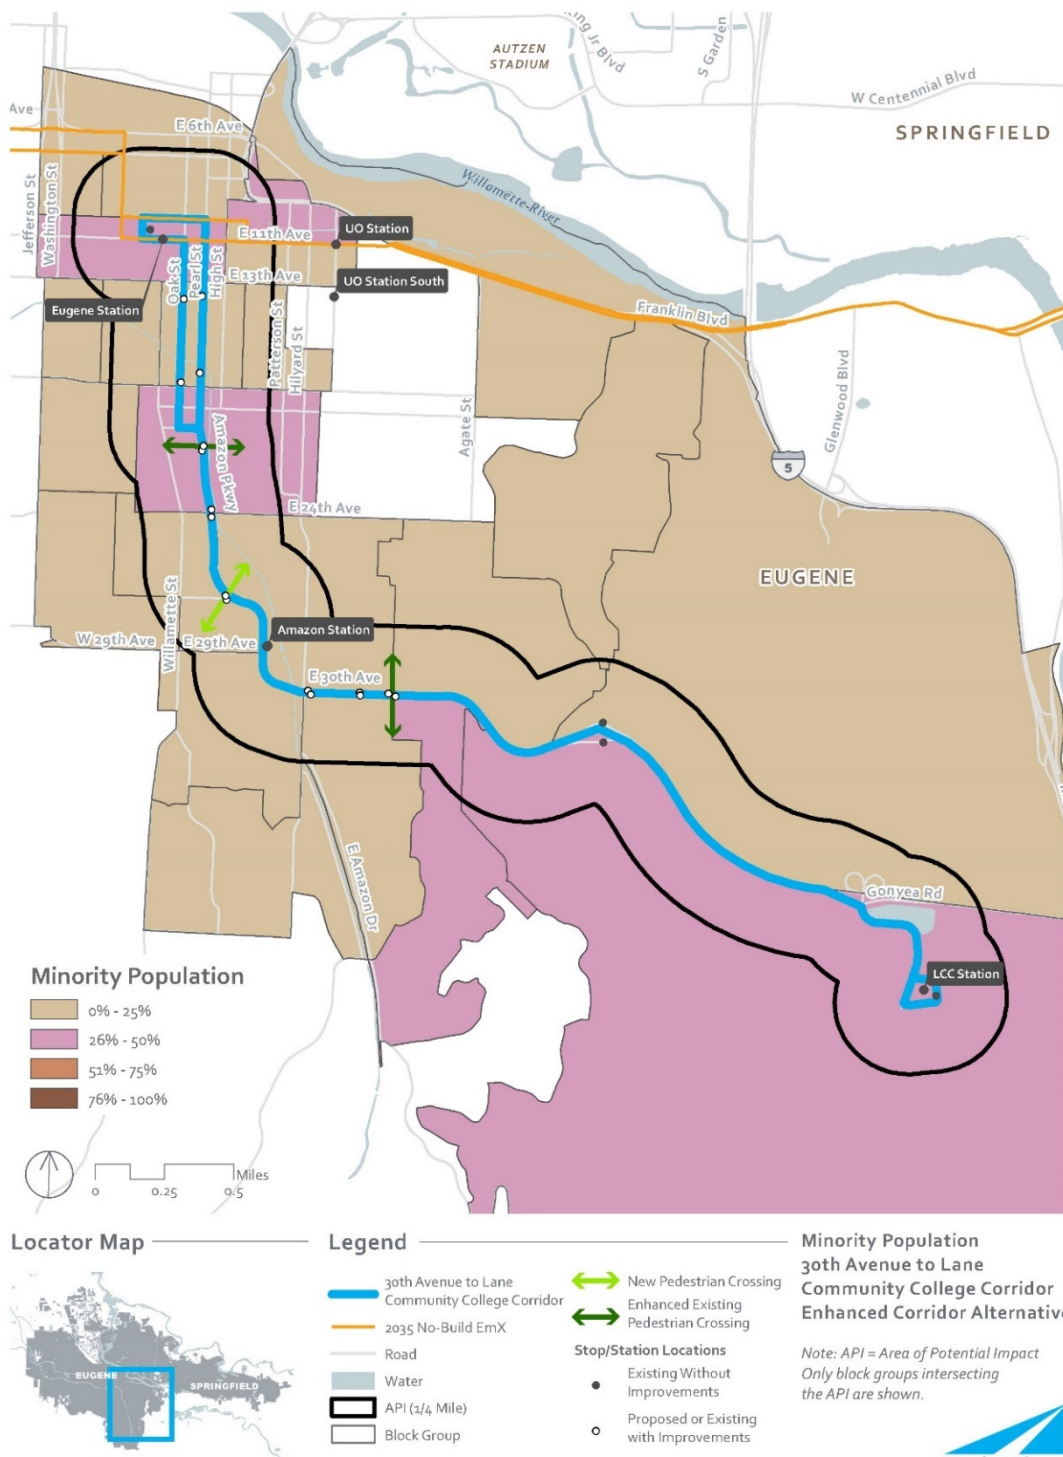 AUTZEN
STADIUM
King Jr Blvd
S Garden
W Centennial Blvd
SPRINGFIELD
Ave
E 6th Ave
Willamette River
Jefferson St
Washington St
E 11th Ave
UO Station
Oak St
Pearl St
High St
E 13th Ave
UO Station South
Eugene Station
Franklin Blvd
Patterson St
Hilyard St
Glenwood Blvd
Agate St
Amazon Pkwy
5
E 24th Ave
EUGENE
Willamette St
W 29th Ave
E 29th Ave
Amazon Station
E 30th Ave
E Amazon Dr
Gonyea Rd
LCC Station
Minority Population
0% - 25%
26% - 50%
51% - 75%
76% - 100%
Miles
0
0.25
0.5
Locator Map
EUGENE
SPRINGFIELD
Legend
30th Avenue to Lane
Community College Corridor
2035 No-Build EmX
Road
Water
API (1/4 Mile)
Block Group
New Pedestrian Crossing
Enhanced Existing
Pedestrian Crossing
Stop/Station Locations
Existing Without
Improvements
Proposed or Existing
with Improvements
Minority Population
30th Avenue to Lane
Community College Corridor
Enhanced Corridor Alternativ
Note: API = Area of Potential Impact
Only block groups intersecting
the API are shown.